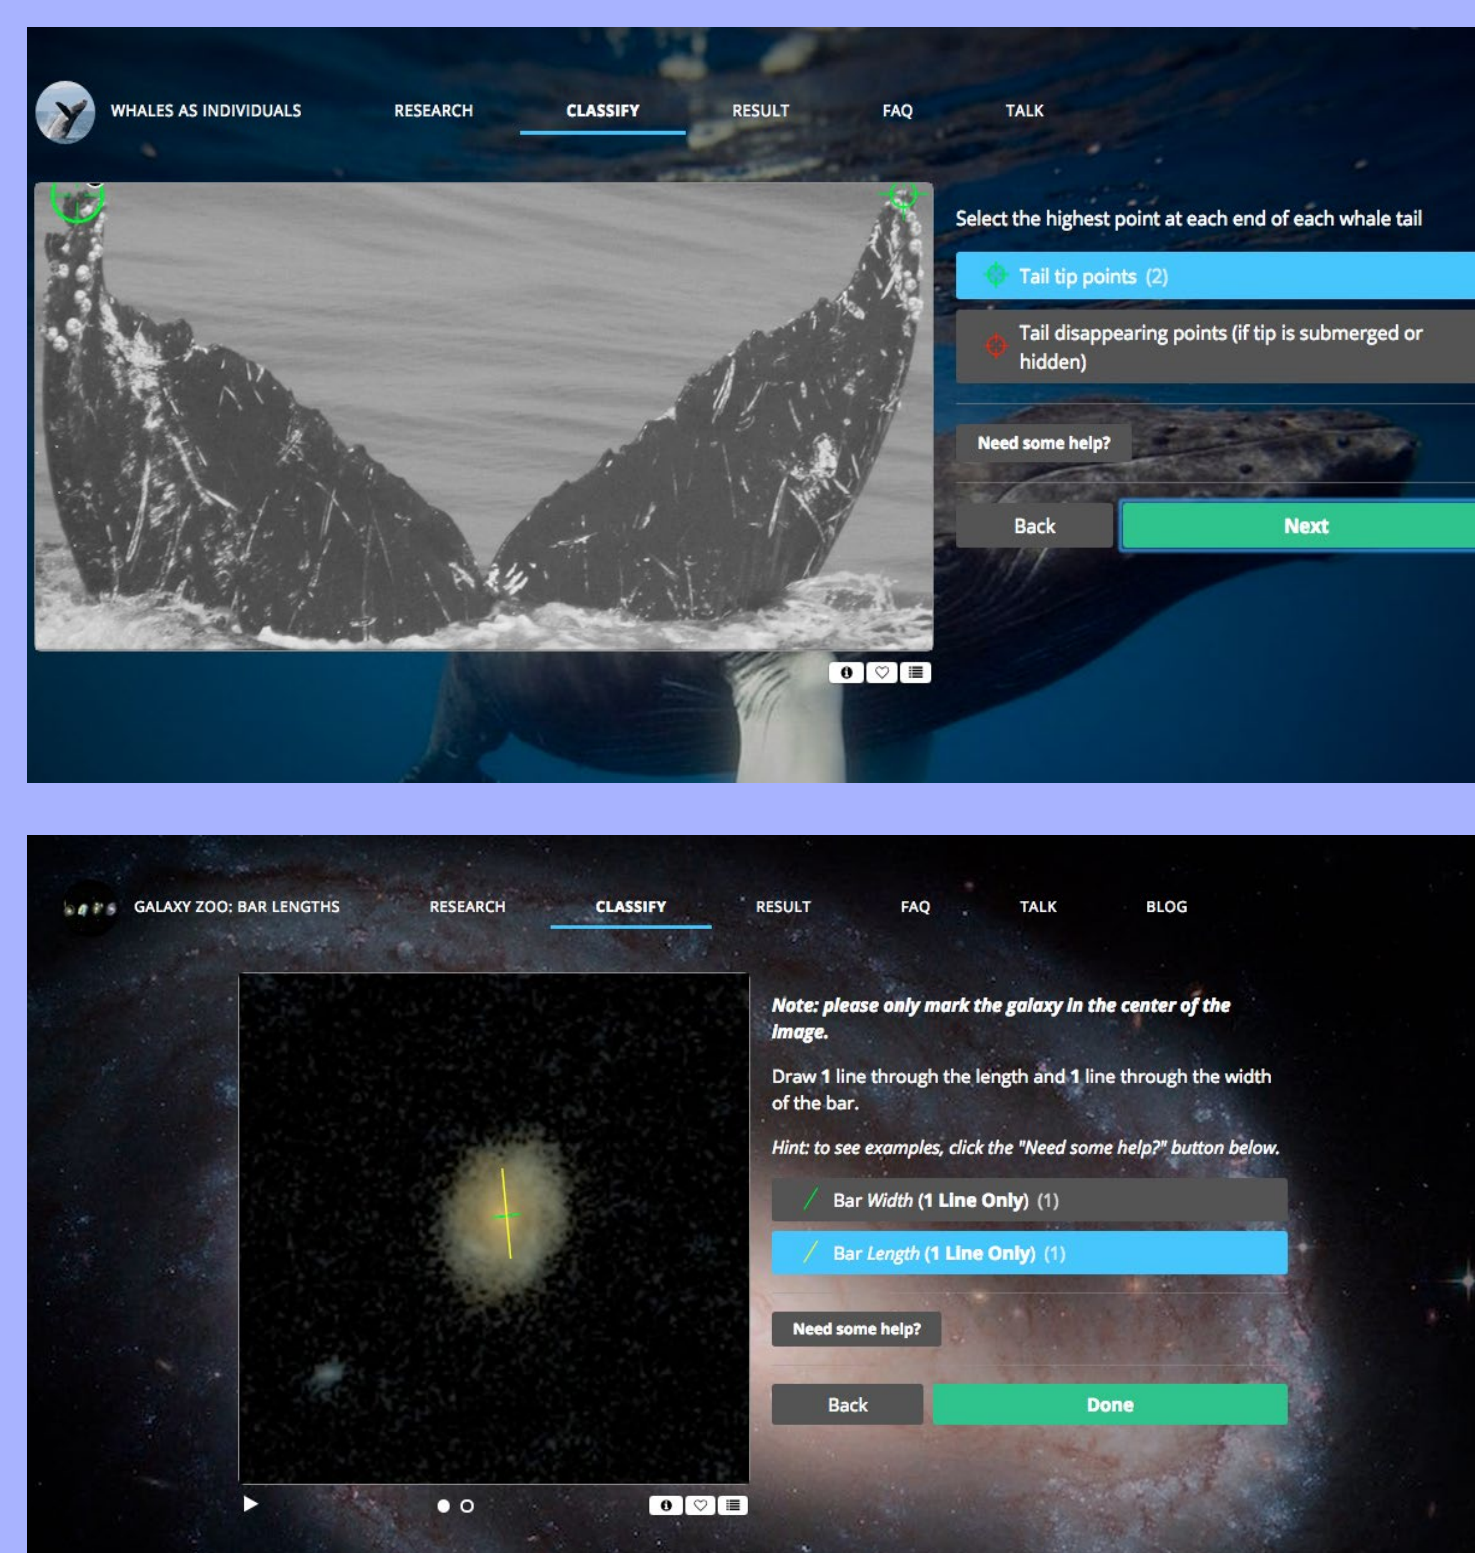 WHALES AS INDIVIDUALS RESEARCH CLASSIFY RESULT FAQ TALK
Select the highest point at each end of each whale tail
Tail tip points (2)
Tail disappearing points (if tip is submerged or
hidden)
Need some help?
Back Next
bars GALAXY ZOO: BAR LENGTHS RESEARCH CLASSIFY RESULT FAQ TALK BLOG
Note: please only mark the galaxy in the center of the
image.
Draw 1 line through the length and 1 line through the width
of the bar.
Hint: to see examples, click the "Need some help?" button below.
Bar Width (1 Line Only) (1)
Bar Length (1 Line Only) (1)
Need some help?
Back Done